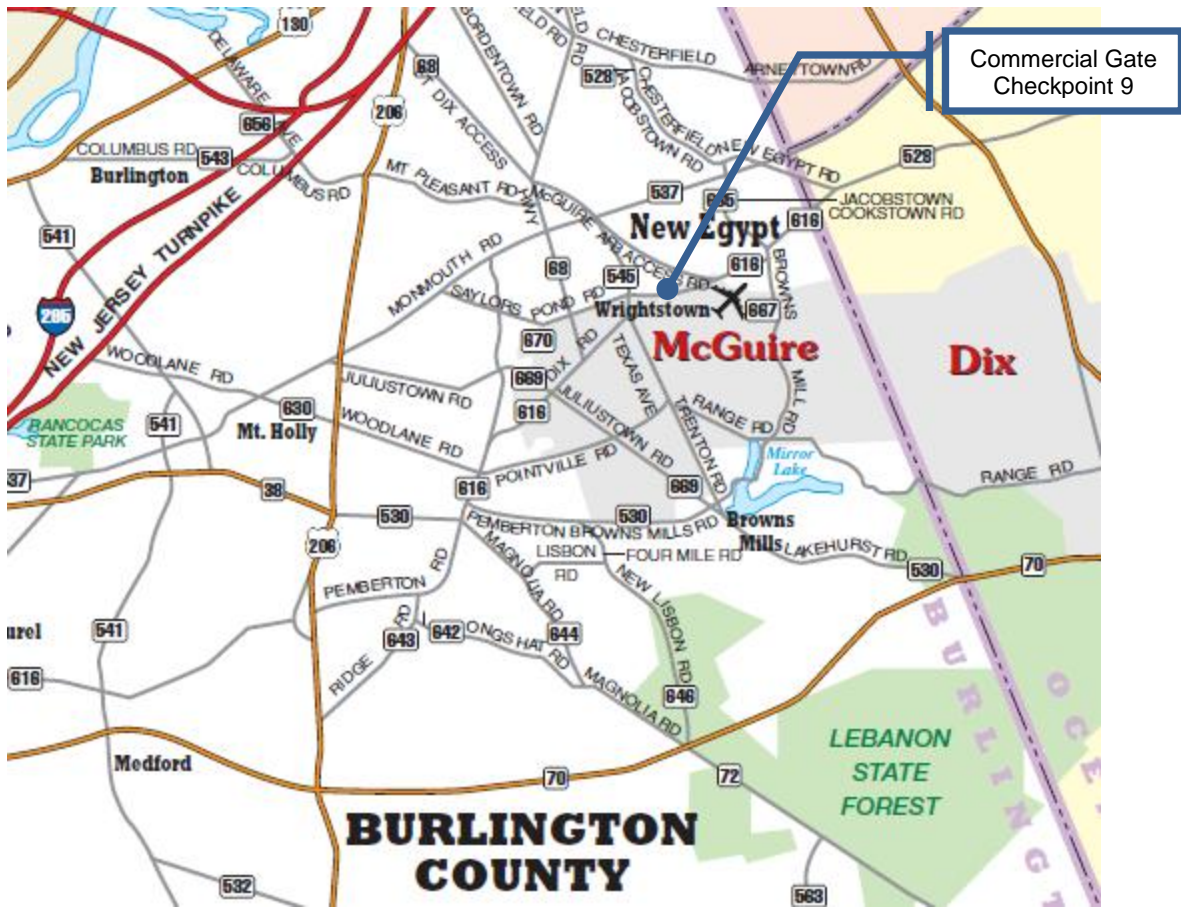 130
DELAWARE AVE
68
FT DIX ACCESS
HWY
BORDENTOWN RD
CHESTERFIELD
ARNEYTOWN RD
528
JACOBSTOWN RD
CHESTERFIELD
NEW EGYPT RD
Commercial Gate
Checkpoint 9
206
656
COLUMBUS RD
543
COLUMBUS RD
Burlington
MT PLEASANT RD
McGUIRE AFB ACCESS RD
537
528
JACOBSTOWN
COOKSTOWN RD
616
541
NEW JERSEY TURNPIKE
New Egypt
MONMOUTH RD
68
545
616
BROWNS
MILL RD
SAYLORS POND RD
Wrightstown
667
295
670
McGuire
Dix
WOODLANE RD
JULIUSTOWN RD
669
DIX RD
TEXAS AVE
616
JULIUSTOWN RD
TRENTON RD
RANGE RD
RANCOCAS
STATE PARK
541
630
Mt. Holly
WOODLANE RD
POINTVILLE RD
Mirror
Lake
RANGE RD
37
38
616
669
530
PEMBERTON BROWNS MILLS RD
530
Browns
Mills
206
MAGNOLIA RD
LISBON
RD
FOUR MILE RD
LAKEHURST RD
530
70
PEMBERTON
RD
NEW LISBON RD
urel
541
643
642
ONGSHAT RD
644
616
RIDGE
RD
MAGNOLIA RD
646
LEBANON
STATE
FOREST
BURLINGT
OCE
Medford
70
72
BURLINGTON
COUNTY
532
563